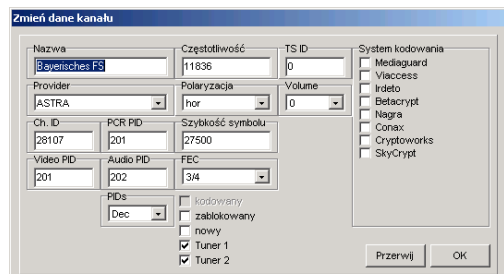 Zmień dane kanału
Nazwa
Bayerisches FS
Częstotliwość
11836
TS ID
0
System kodowania
Mediaguard
Viaccess
Irdeto
Betacrypt
Nagra
Conax
Cryptoworks
SkyCrypt
Provider
ASTRA
Polaryzacja
hor
Volume
0
Ch. ID
28107
PCR PID
201
Szybkość symbolu
27500
Video PID
201
Audio PID
202
FEC
3/4
PIDs
Dec
kodowany
zablokowany
nowy
Tuner 1
Tuner 2
Przerwij
OK